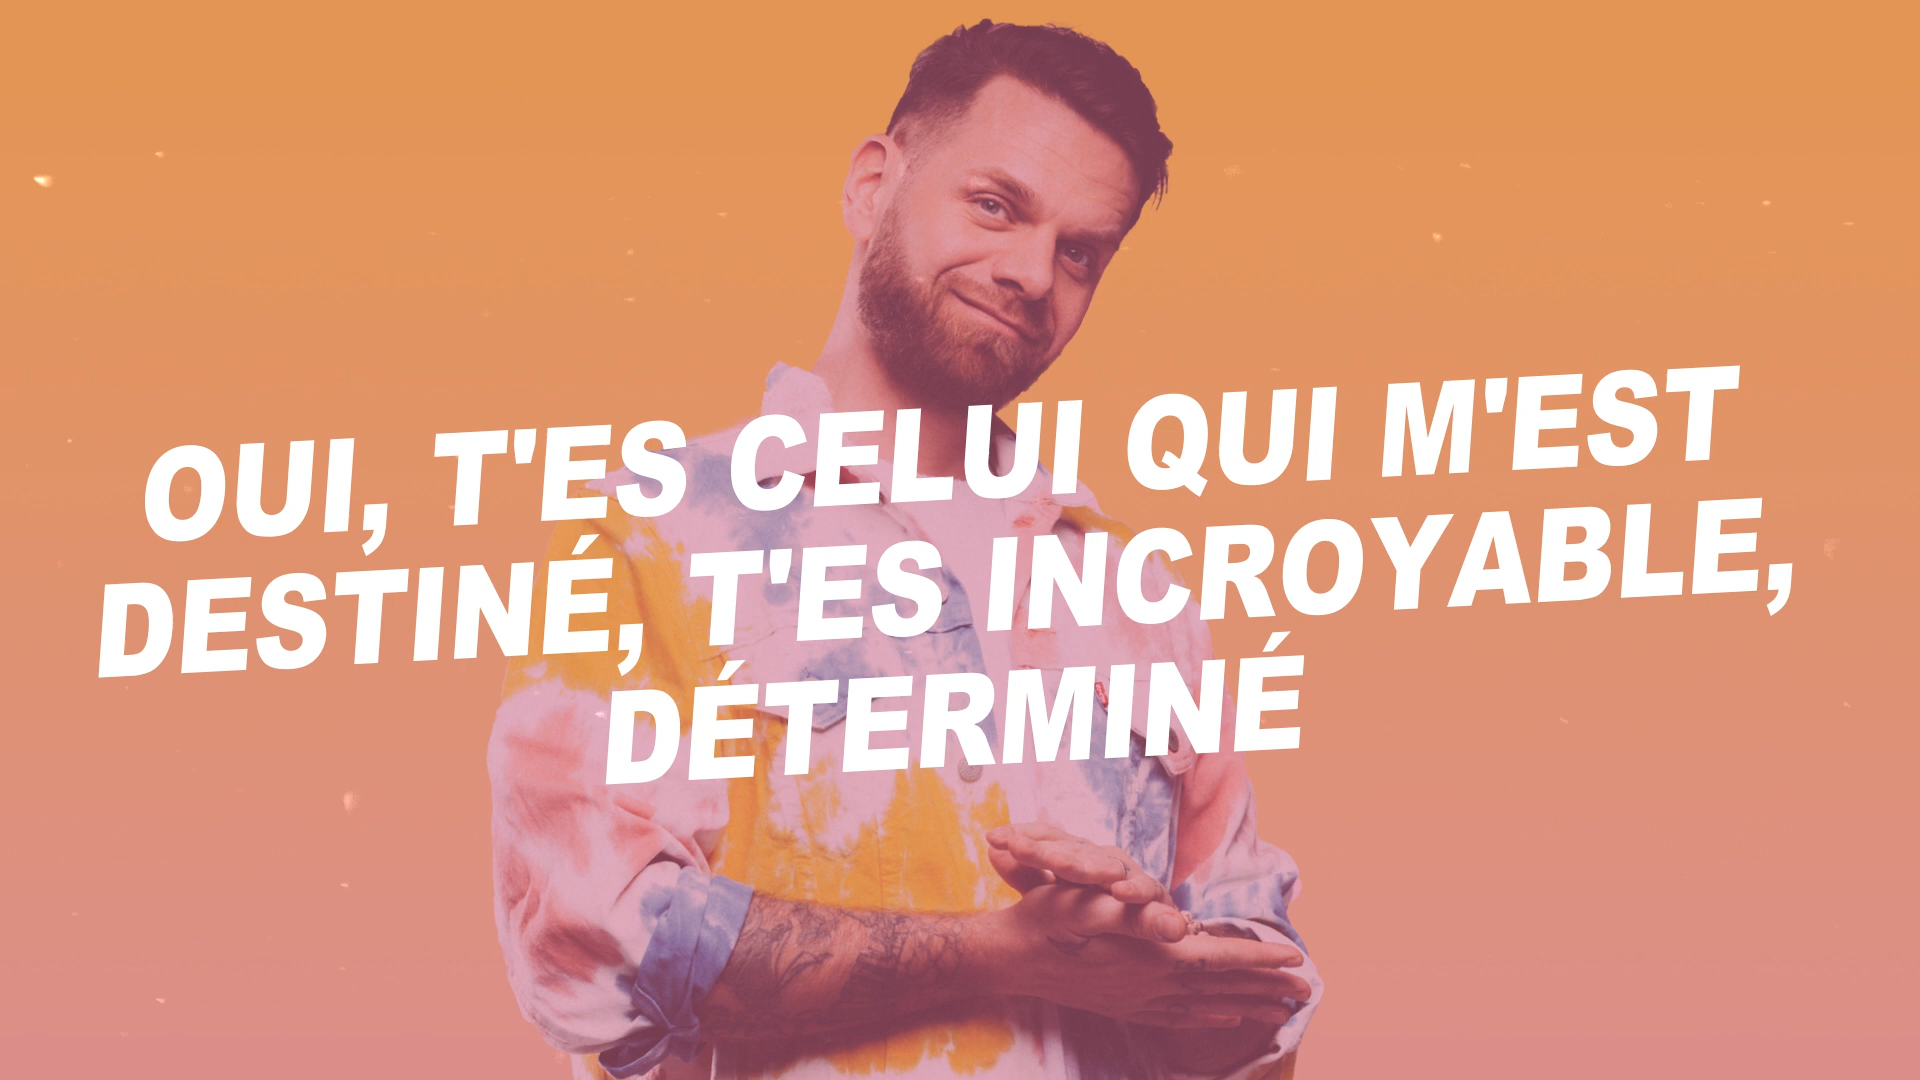 OUI, T'ES CELUI QUI M'EST
DESTINÉ, T'ES INCROYABLE,
DÉTERMINÉ